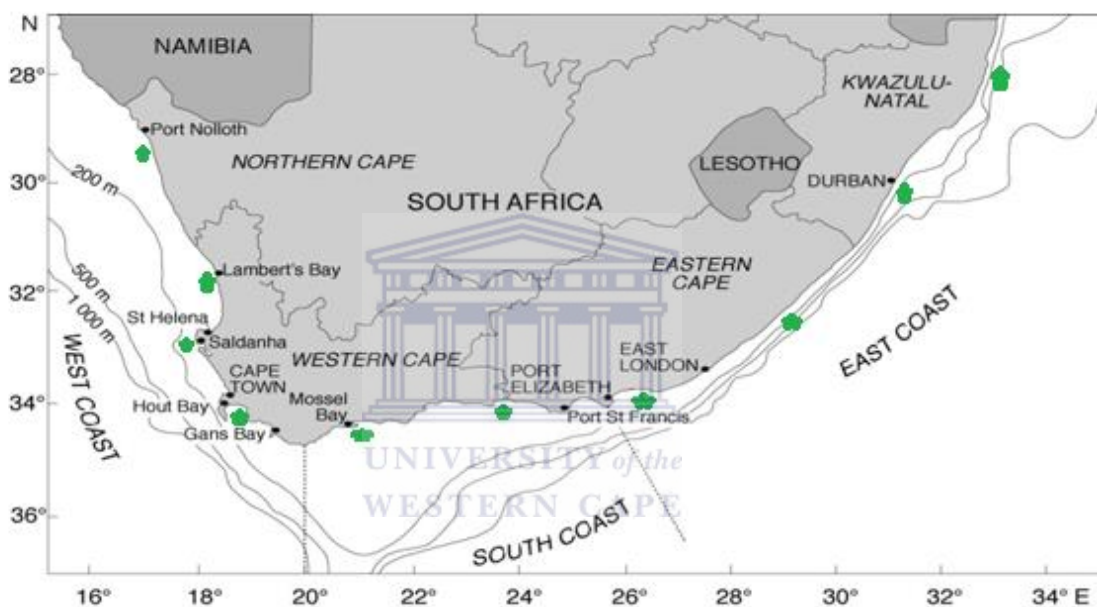 N
NAMIBIA
28°
KWAZULU-
NATAL
Port Nolloth
NORTHERN CAPE
LESOTHO
200 m
30°
DURBAN
SOUTH AFRICA
Lambert's Bay
EASTERN
CAPE
500 m
32°
1 000 m
St Helena
Saldanha
WESTERN CAPE
EAST
LONDON
EAST COAST
WEST COAST
CAPE
TOWN
PORT
ELIZABETH
Mossel
Bay
34°
Hout Bay
Port St Francis
Gans Bay
UNIVERSITY of the
WESTERN CAPE
36°
SOUTH COAST
16°
18°
20°
22°
24°
26°
28°
30°
32°
34° E